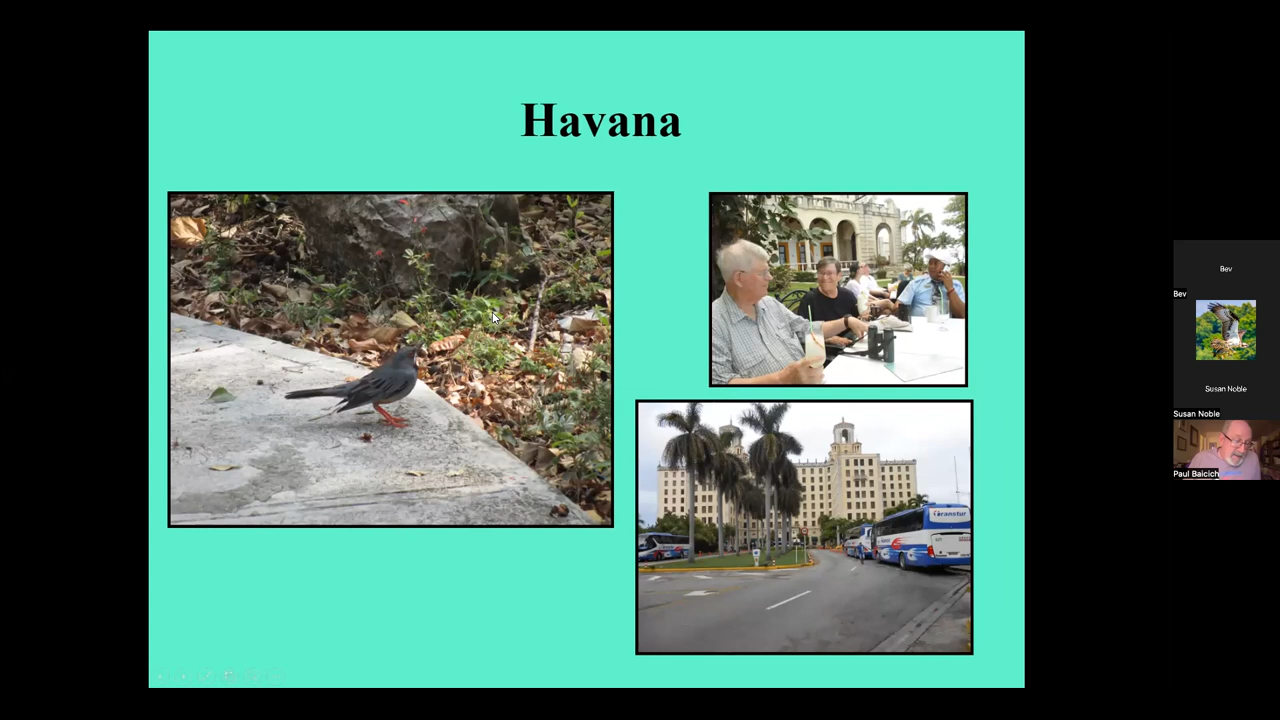 Havana
Transtur
Bev
Bev
Susan Noble
Susan Noble
Paul Baicich